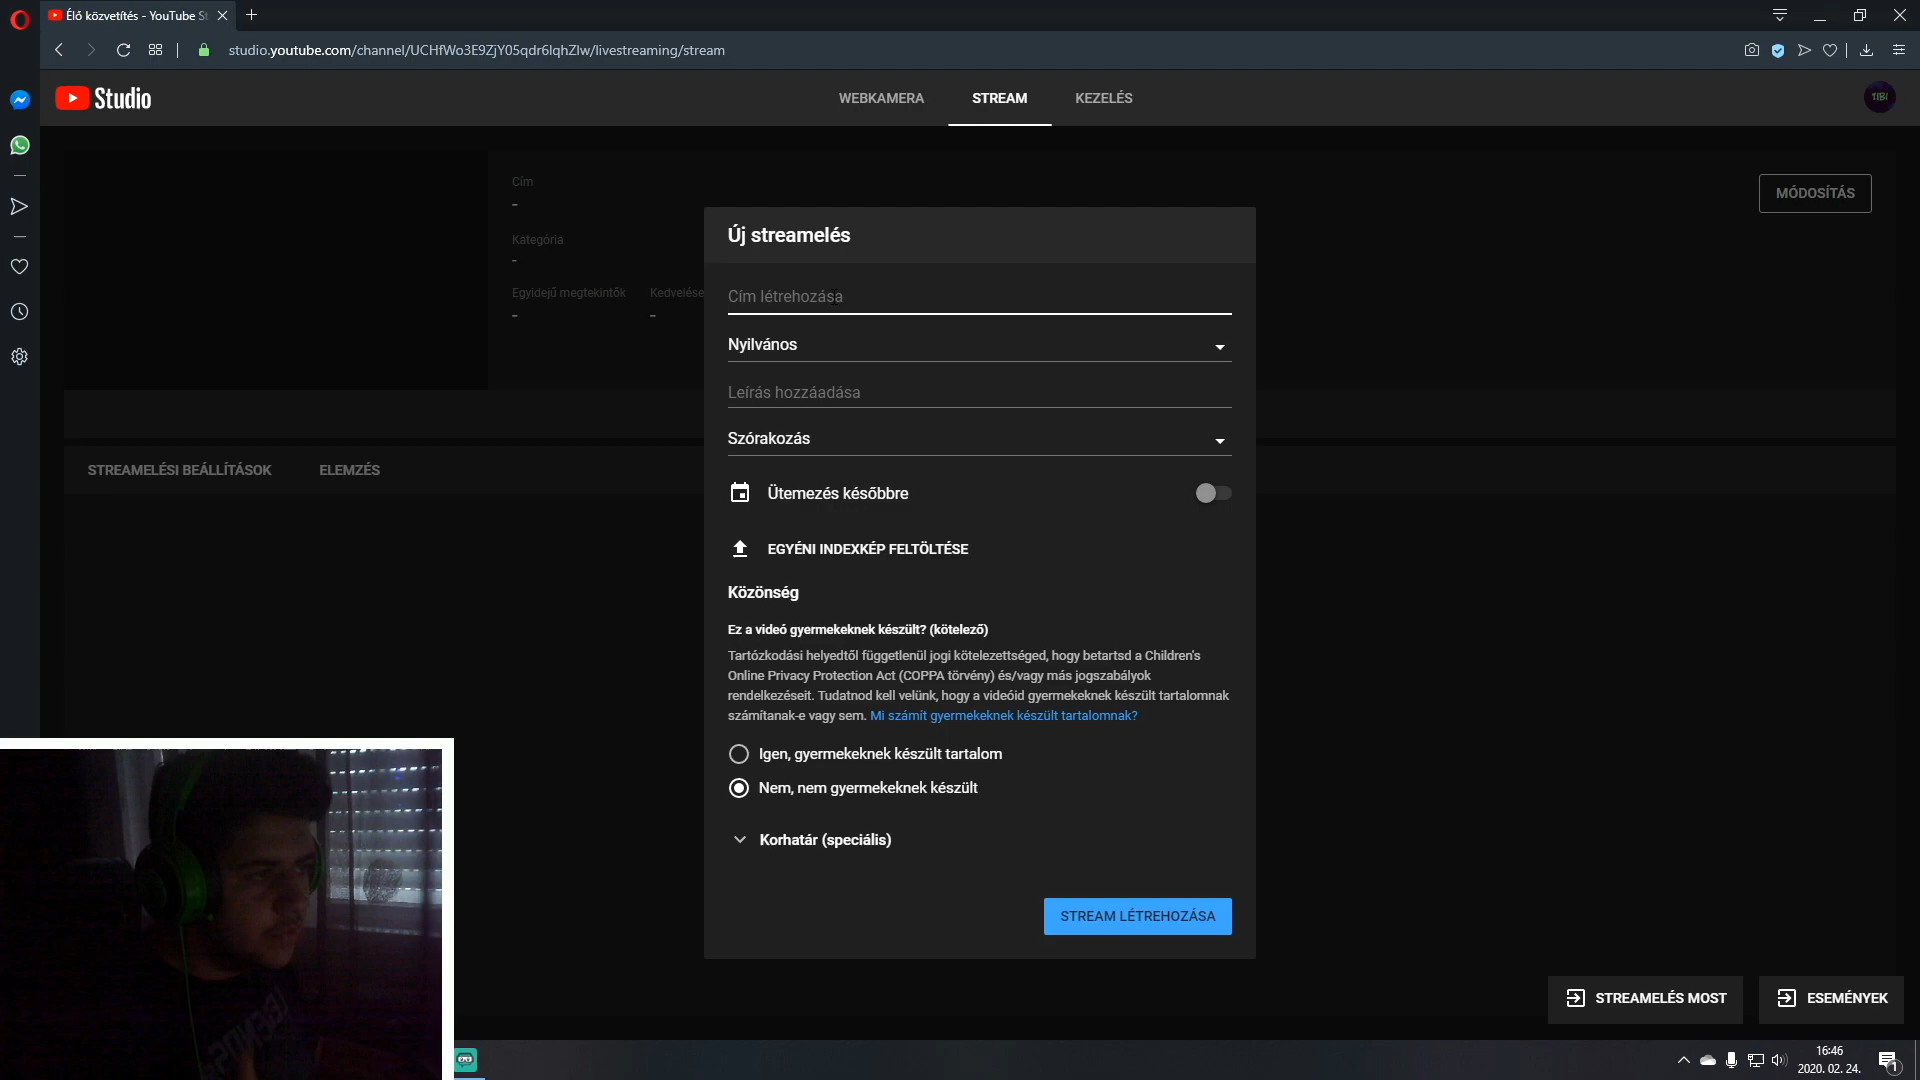 Élő közvetítés - YouTube St
studio.youtube.com/channel/UCHfWo3E9ZjY05qdr6lqhZlw/livestreaming/stream
Studio
WEBKAMERA
STREAM
KEZELÉS
TIBI
Cím
-
MÓDOSÍTÁS
Kategória
-
Egyidejű megtekintők
Kedvelése
-
-
Új streamelés
Cím létrehozása
Nyilvános
Leírás hozzáadása
Szórakozás
STREAMELÉSI BEÁLLÍTÁSOK
ELEMZÉS
Ütemezés későbbre
EGYÉNI INDEXKÉP FELTÖLTÉSE
Közönség
Ez a videó gyermekeknek készült? (kötelező)
Tartózkodási helyedtől függetlenül jogi kötelezettséged, hogy betartsd a Children's
Online Privacy Protection Act (COPPA törvény) és/vagy más jogszabályok
rendelkezéseit. Tudatnod kell velünk, hogy a videóid gyermekeknek készült tartalomnak
számítanak-e vagy sem. Mi számít gyermekeknek készült tartalomnak?
Igen, gyermekeknek készült tartalom
Nem, nem gyermekeknek készült
Korhatár (speciális)
STREAM LÉTREHOZÁSA
STREAMELÉS MOST
ESEMÉNYEK
16:46
2020. 02. 24.
1